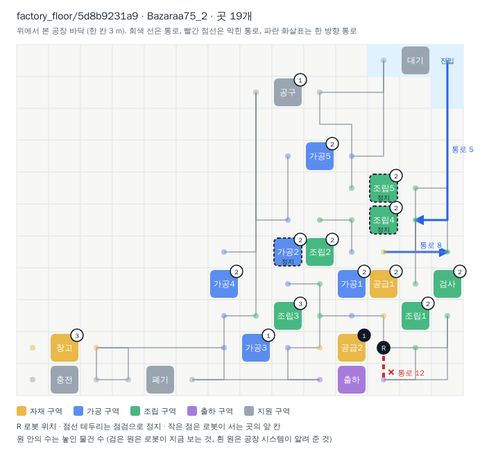 factory_floor/5d8b9231a9 · Bazaraa75_2 · 곳 19개
위에서 본 공장 바닥 (한 칸 3 m). 회색 선은 통로, 빨간 점선은 막힌 통로, 파란 화살표는 한 방향 통로
대기
공구 1
통로 5
가공5 2
조립5 2
정지
조립4 2
정지
통로 8
가공2 2
정지
조립2 2
가공4 2
가공1 2
공급1 2
검사 2
조립3 3
조립1 2
창고 3
가공3 1
공급2 1
R
통로 12
충전
폐기
출하
자재 구역
가공 구역
조립 구역
출하 구역
지원 구역
R 로봇 위치 · 점선 테두리는 점검으로 정지 · 작은 점은 로봇이 서는 곳의 앞 칸
원 안의 수는 놓인 물건 수 (검은 원은 로봇이 지금 보는 것, 흰 원은 공장 시스템이 알려 준 것)